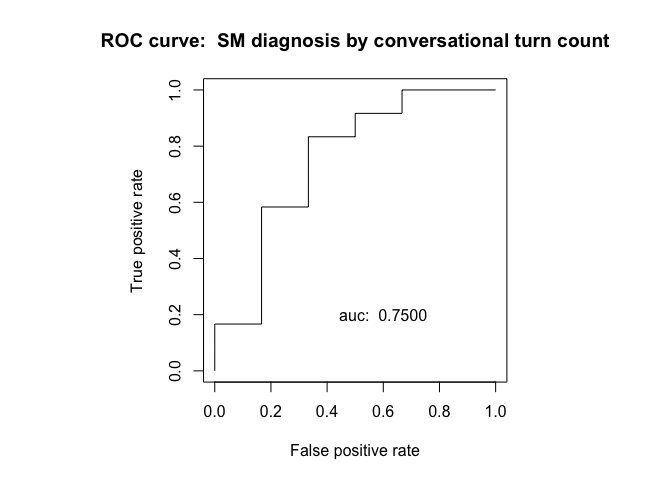 ROC curve:  SM diagnosis by conversational turn count
True positive rate
1.0
0.8
0.6
0.4
0.2
0.0
auc:  0.7500
0.0 0.2 0.4 0.6 0.8 1.0
False positive rate